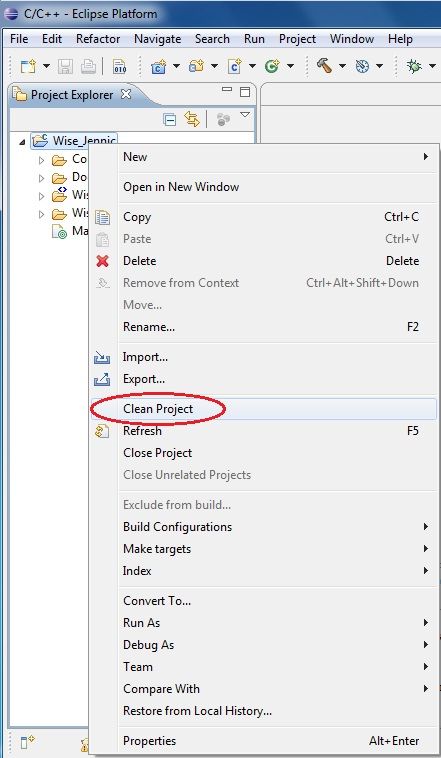 C/C++ - Eclipse Platform
File Edit Refactor Navigate Search Run Project Window Help
010
Project Explorer
Wise_Jennic
Co
Do
Wis
Wis
Ma
New
Open in New Window
Copy Ctrl+C
Paste Ctrl+V
Delete Delete
Remove from Context Ctrl+Alt+Shift+Down
Move...
Rename... F2
Import...
Export...
Clean Project
Refresh F5
Close Project
Close Unrelated Projects
Exclude from build...
Build Configurations
Make targets
Index
Convert To...
Run As
Debug As
Team
Compare With
Restore from Local History...
Properties Alt+Enter